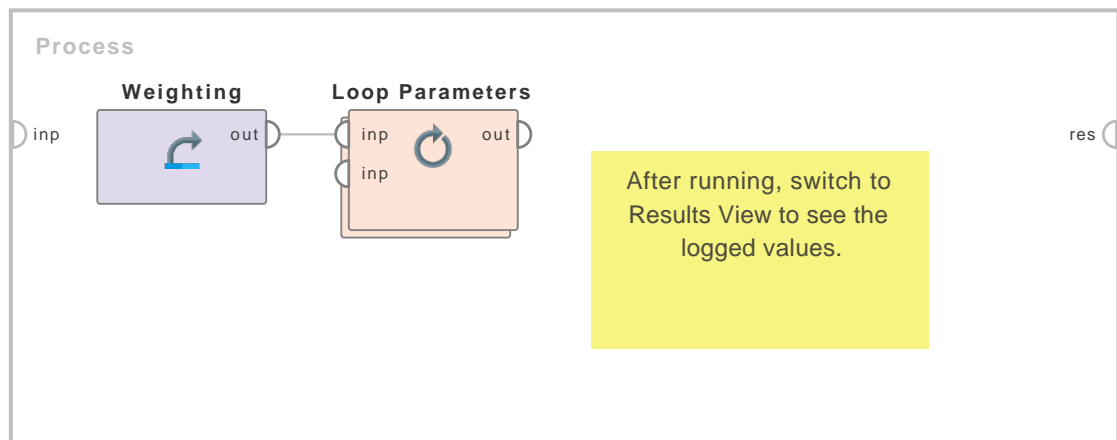 Process
Weighting
Loop Parameters
inp
out
inp
out
res
inp
After running, switch to
Results View to see the
logged values.